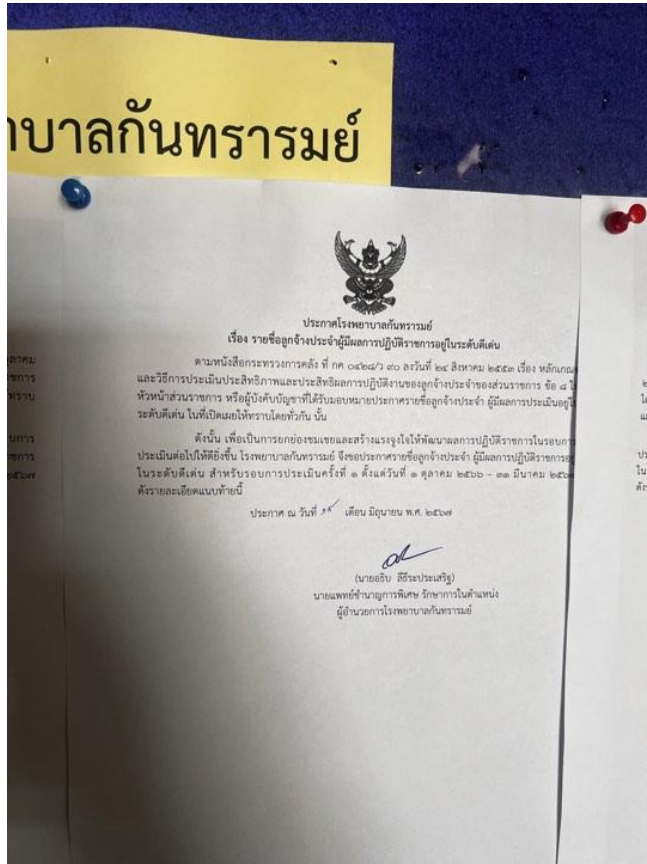 าบาลกันทรารมย์
ประกาศโรงพยาบาลกันทรารมย์
เรื่อง รายชื่อลูกจ้างประจำผู้มีผลการปฏิบัติราชการอยู่ในระดับดีเด่น
ตามหนังสือกระทรวงการคลัง ที่ กค ๐๔๒๘/ว ๙๐ ลงวันที่ ๒๔ สิงหาคม ๒๕๕๓ เรื่อง หลักเกณ
และวิธีการประเมินประสิทธิภาพและประสิทธิผลการปฏิบัติงานของลูกจ้างประจำของส่วนราชการ ข้อ ๘ ใ
หัวหน้าส่วนราชการ หรือผู้บังคับบัญชาที่ได้รับมอบหมายประกาศรายชื่อลูกจ้างประจำ ผู้มีผลการประเมินอยู่ใ
ระดับดีเด่น ในที่เปิดเผยให้ทราบโดยทั่วกัน นั้น
ดังนั้น เพื่อเป็นการยกย่องชมเชยและสร้างแรงจูงใจให้พัฒนาผลการปฏิบัติราชการในรอบกา
ประเมินต่อไปให้ดียิ่งขึ้น โรงพยาบาลกันทรารมย์ จึงขอประกาศรายชื่อลูกจ้างประจำ ผู้มีผลการปฏิบัติราชการอยู่
ในระดับดีเด่น สำหรับรอบการประเมินครั้งที่ ๑ ตั้งแต่วันที่ ๑ ตุลาคม ๒๕๖๖ - ๓๑ มีนาคม ๒๕๖๗
ดังรายละเอียดแนบท้ายนี้
ประกาศ ณ วันที่ เดือน มิถุนายน พ.ศ. ๒๕๖๗
(นายอธิบ ลีธีระประเสริฐ)
นายแพทย์ชำนาญการพิเศษ รักษาการในตำแหน่ง
ผู้อำนวยการโรงพยาบาลกันทรารมย์